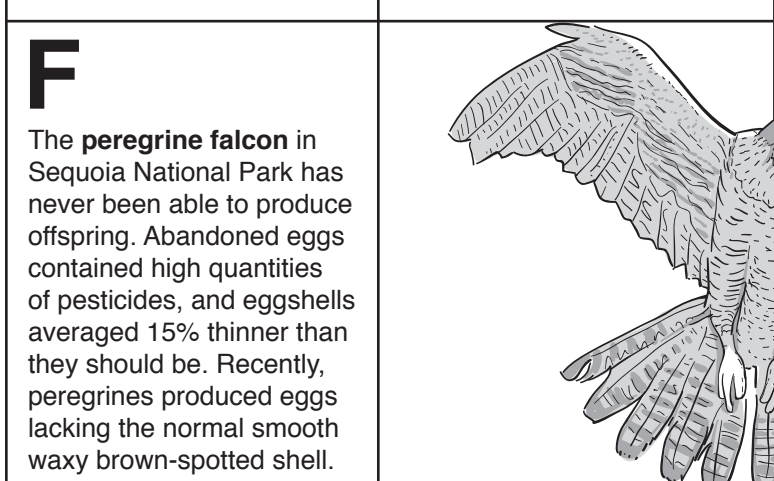 F
The peregrine falcon in
Sequoia National Park has
never been able to produce
offspring. Abandoned eggs
contained high quantities
of pesticides, and eggshells
averaged 15% thinner than
they should be. Recently,
peregrines produced eggs
lacking the normal smooth
waxy brown-spotted shell.